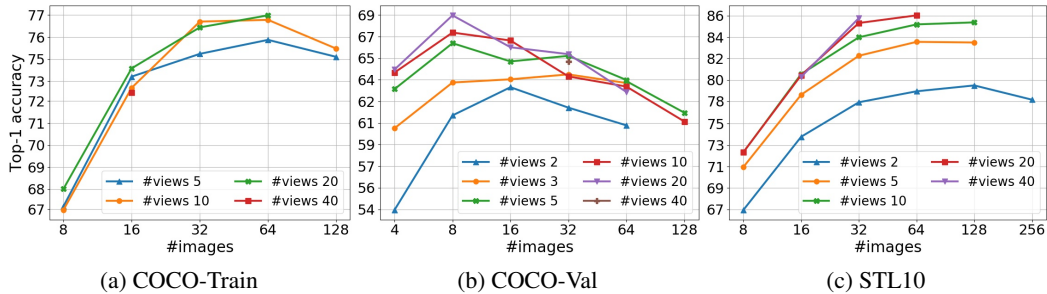 Top-1 accuracy
77
76
75
73
72
71
69
68
67
8
16
32
64
128
#images
#views 5
#views 10
#views 20
#views 40
(a) COCO-Train
69
67
65
64
62
61
59
57
56
54
4
8
16
32
64
128
#images
#views 2
#views 3
#views 5
#views 10
#views 20
#views 40
(b) COCO-Val
86
84
82
80
78
75
73
71
69
67
8
16
32
64
128
256
#images
#views 2
#views 5
#views 10
#views 20
#views 40
(c) STL10